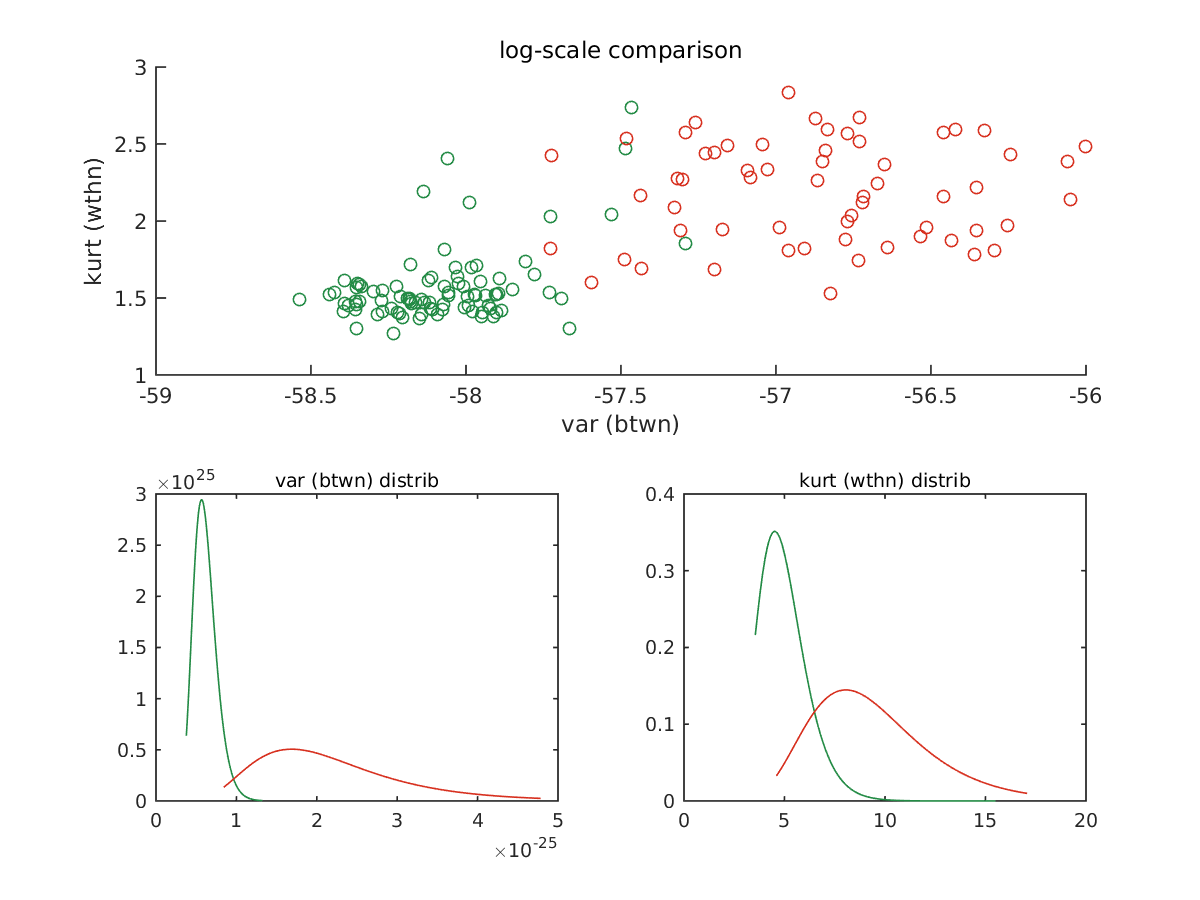 log-scale comparison
3
2.5
2
1.5
1
kurt (wthn)
-59 -58.5 -58 -57.5 -57 -56.5 -56
var (btwn)
×10^25
var (btwn) distrib
3
2.5
2
1.5
1
0.5
0
0 1 2 3 4 5
×10^-25
kurt (wthn) distrib
0.4
0.3
0.2
0.1
0
0 5 10 15 20